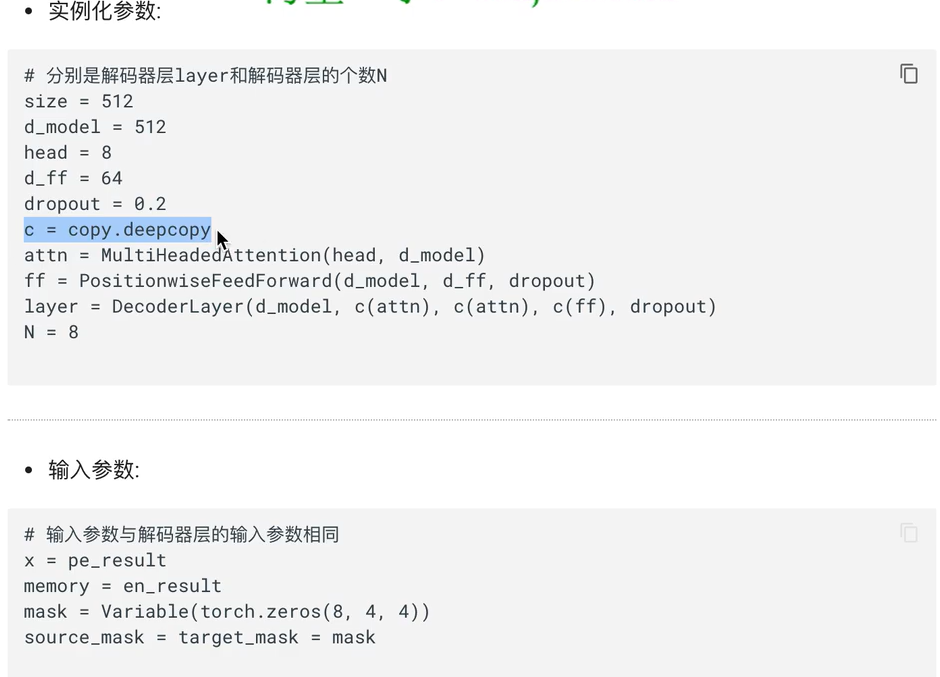 实例化参数:
# 分别是解码器层layer和解码器层的个数N
size = 512
d_model = 512
head = 8
d_ff = 64
dropout = 0.2
c = copy.deepcopy
attn = MultiHeadedAttention(head, d_model)
ff = PositionwiseFeedForward(d_model, d_ff, dropout)
layer = DecoderLayer(d_model, c(attn), c(attn), c(ff), dropout)
N = 8
输入参数:
# 输入参数与解码器层的输入参数相同
x = pe_result
memory = en_result
mask = Variable(torch.zeros(8, 4, 4))
source_mask = target_mask = mask